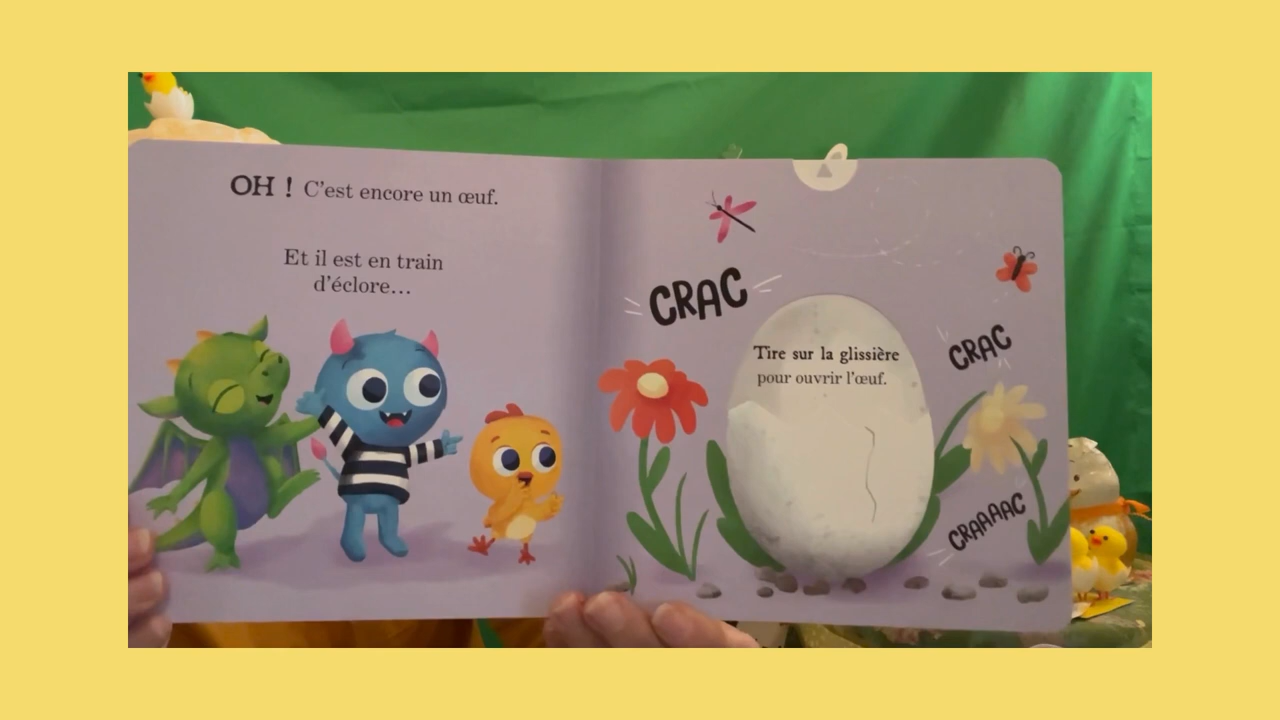 OH ! C'est encore un œuf.
Et il est en train
d'éclore...
CRAC
Tire sur la glissière
pour ouvrir l'œuf.
CRAC
CRAAAAC